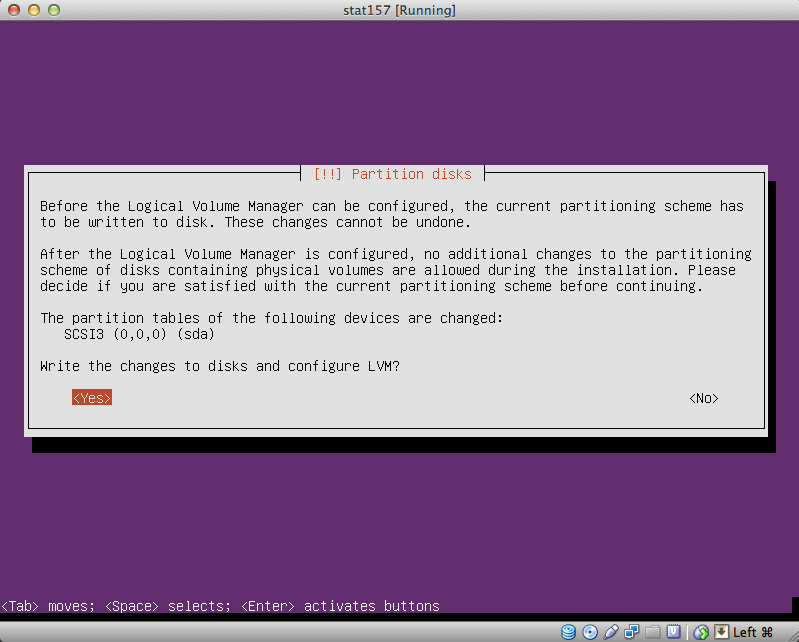 stat157 [Running]
[!!] Partition disks
Before the Logical Volume Manager can be configured, the current partitioning scheme has
to be written to disk. These changes cannot be undone.
After the Logical Volume Manager is configured, no additional changes to the partitioning
scheme of disks containing physical volumes are allowed during the installation. Please
decide if you are satisfied with the current partitioning scheme before continuing.
The partition tables of the following devices are changed:
SCSI3 (0,0,0) (sda)
Write the changes to disks and configure LVM?
<Yes> <No>
<Tab> moves; <Space> selects; <Enter> activates buttons
Left ⌘